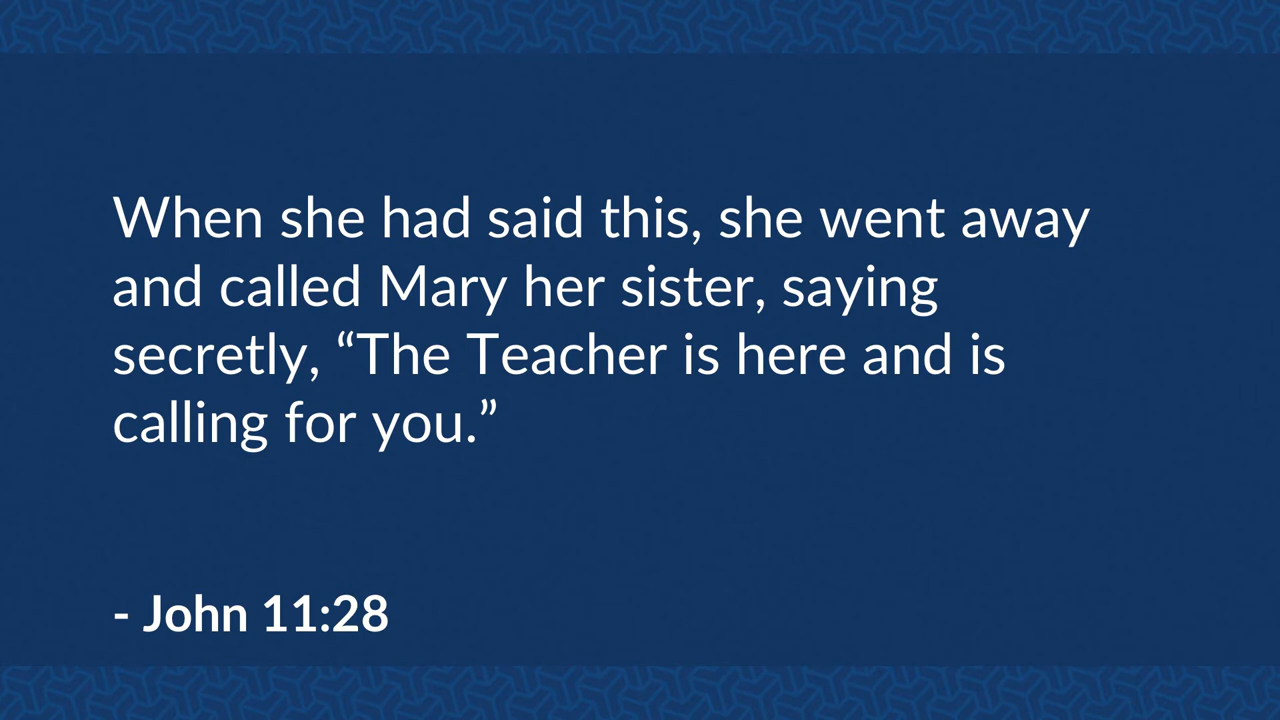 When she had said this, she went away
and called Mary her sister, saying
secretly, “The Teacher is here and is
calling for you.”
- John 11:28